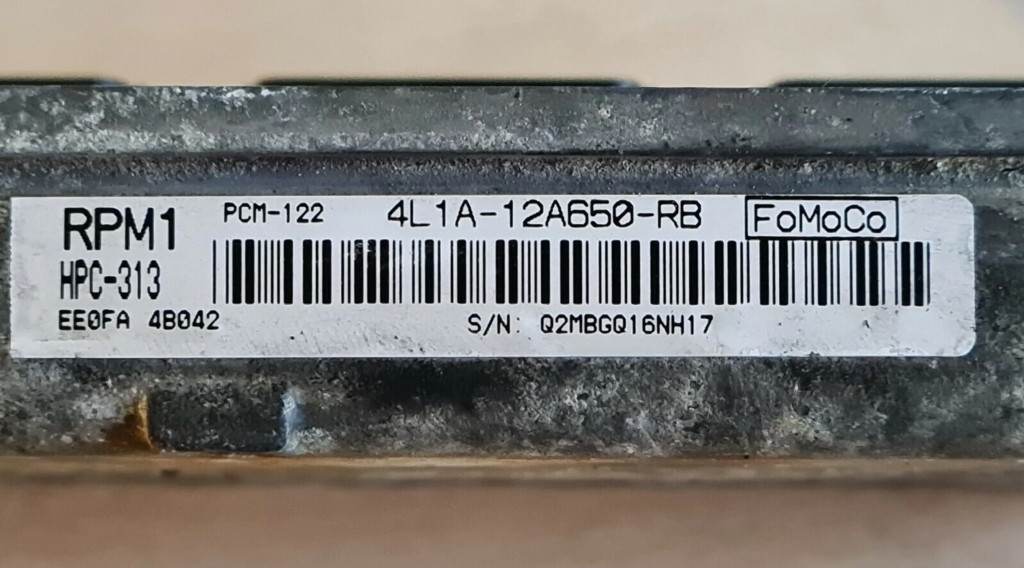 RPM1 PCM-122 4L1A-12A650-RB FoMoCo
HPC-313
EE0FA 4B042 S/N: Q2MBGQ16NH17